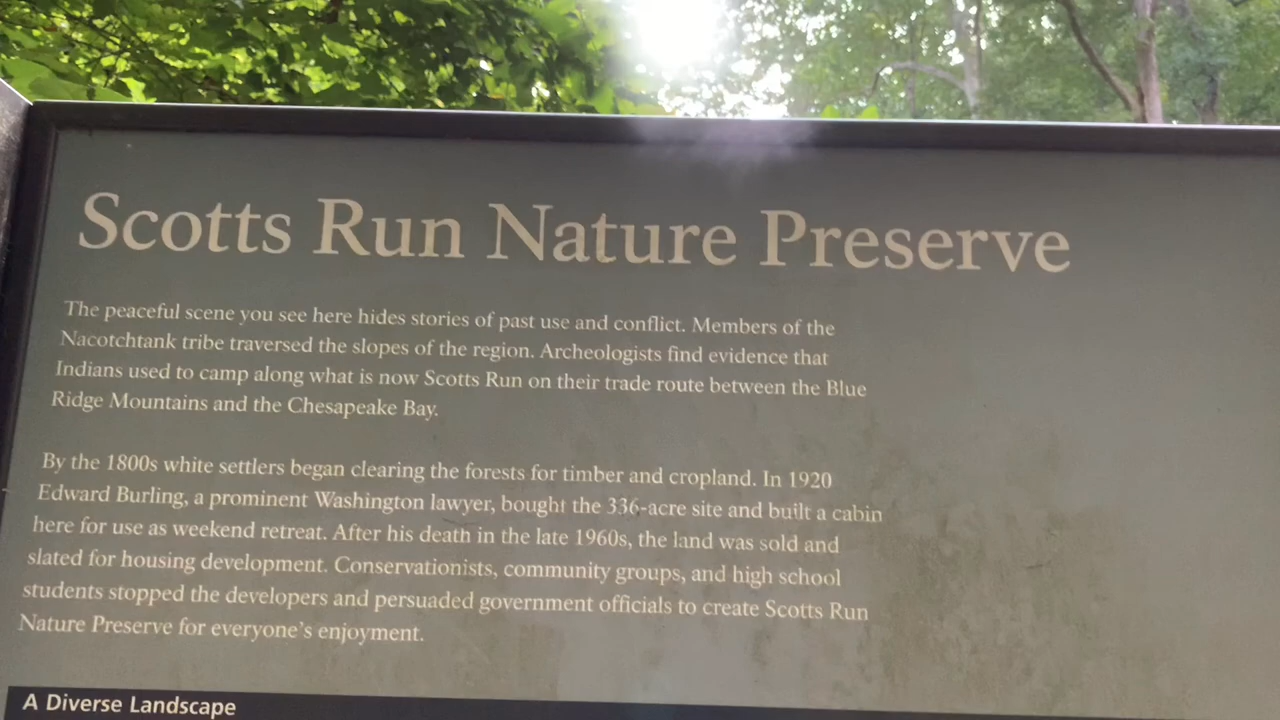 Scotts Run Nature Preserve
The peaceful scene you see here hides stories of past use and conflict. Members of the
Nacotchtank tribe traversed the slopes of the region. Archeologists find evidence that
Indians used to camp along what is now Scotts Run on their trade route between the Blue
Ridge Mountains and the Chesapeake Bay.
By the 1800s white settlers began clearing the forests for timber and cropland. In 1920
Edward Burling, a prominent Washington lawyer, bought the 336-acre site and built a cabin
here for use as weekend retreat. After his death in the late 1960s, the land was sold and
slated for housing development. Conservationists, community groups, and high school
students stopped the developers and persuaded government officials to create Scotts Run
Nature Preserve for everyone's enjoyment.
A Diverse Landscape